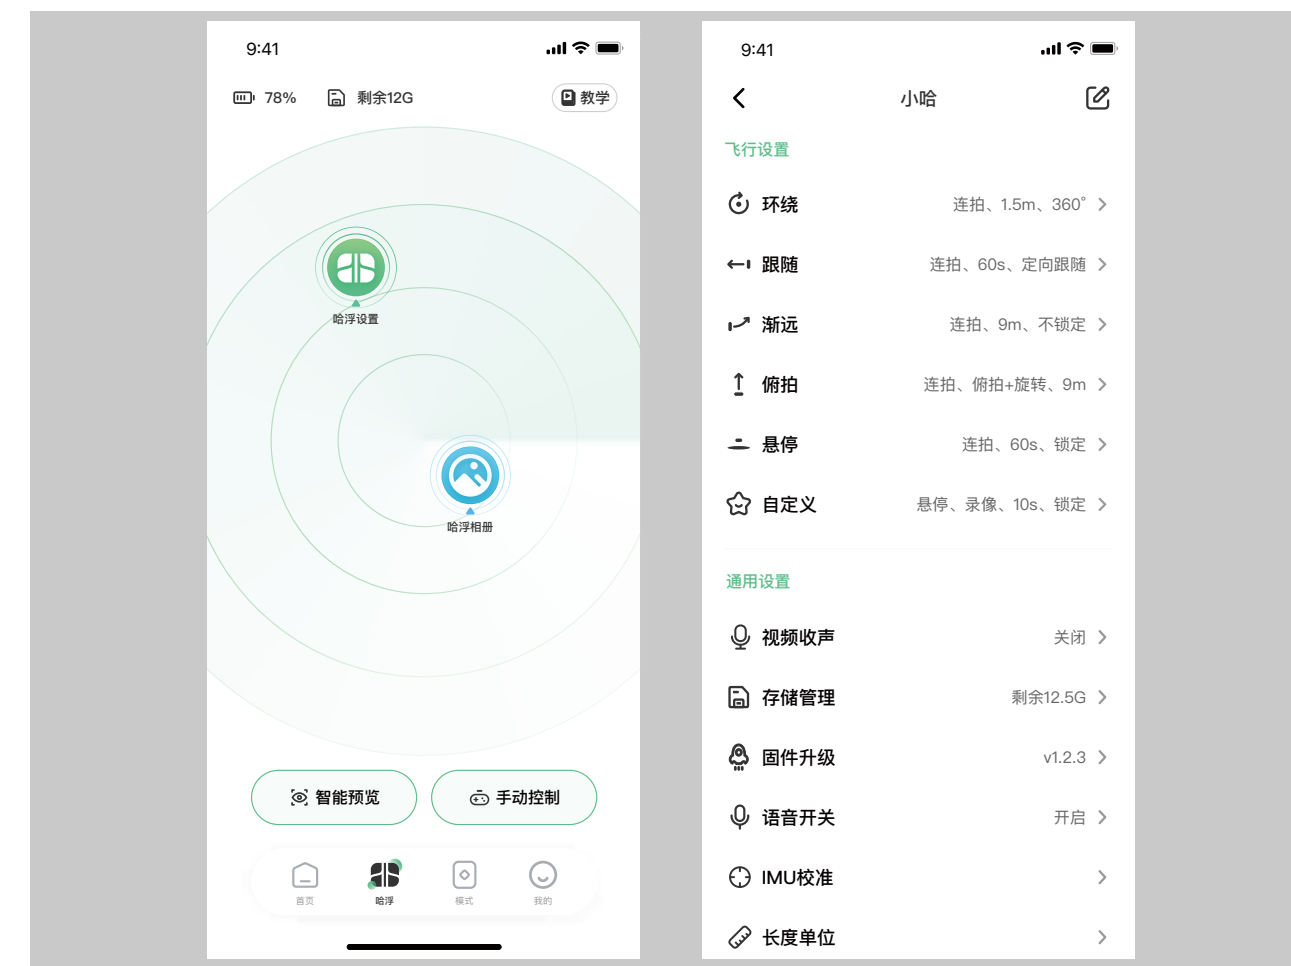 9:41
78%
剩余12G
教学
哈浮设置
哈浮相册
智能预览
手动控制
首页
哈浮
模式
我的
9:41
小哈
飞行设置
环绕 连拍、1.5m、360°
跟随 连拍、60s、定向跟随
渐远 连拍、9m、不锁定
俯拍 连拍、俯拍+旋转、9m
悬停 连拍、60s、锁定
自定义 悬停、录像、10s、锁定
通用设置
视频收声 关闭
存储管理 剩余12.5G
固件升级 v1.2.3
语音开关 开启
IMU校准
长度单位